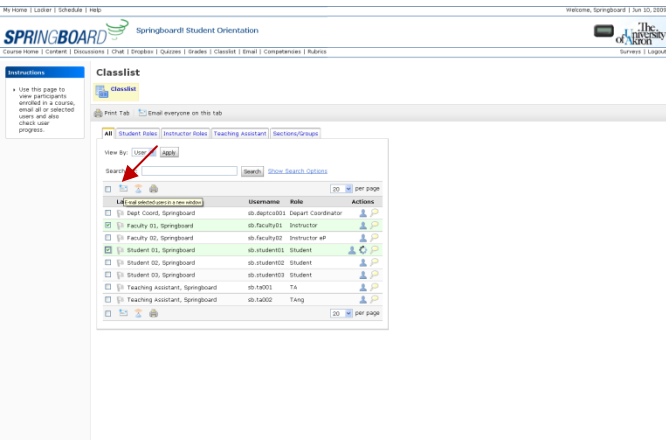 My Home | Locker | Schedule | Help
Welcome, Springboard | Jun 10, 2009
SPRINGBOARD
Springboard! Student Orientation
The University of Akron
Course Home | Content | Discussions | Chat | Dropbox | Quizzes | Grades | Classlist | Email | Competencies | Rubrics
Surveys | Logout
Instructions
Use this page to
view participants
enrolled in a course,
email all or selected
users and also
check user
progress.
Classlist
Classlist
Print Tab Email everyone on this tab
All Student Roles Instructor Roles Teaching Assistant Sections/Groups
View By: User Apply
Search Search Show Search Options
20 per page
E-mail selected users in a new window
La Username Role Actions
Dept Coord, Springboard sb.deptco001 Depart Coordinator
Faculty 01, Springboard sb.faculty01 Instructor
Faculty 02, Springboard sb.faculty02 Instructor eP
Student 01, Springboard sb.student01 Student
Student 02, Springboard sb.student02 Student
Student 03, Springboard sb.student03 Student
Teaching Assistant, Springboard sb.ta001 TA
Teaching Assistant, Springboard sb.ta002 TAng
20 per page